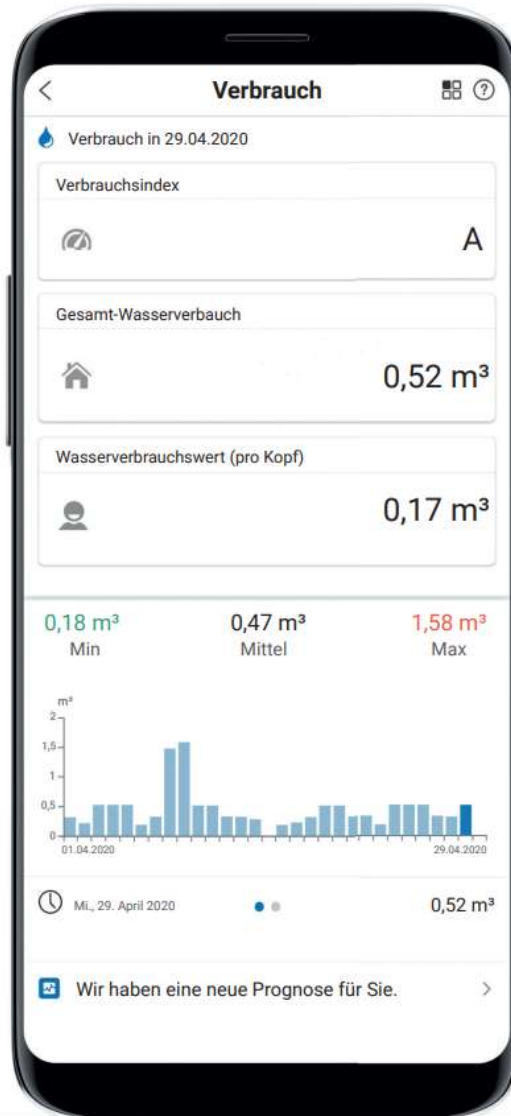 Verbrauch
Verbrauch in 29.04.2020
Verbrauchsindex
A
Gesamt-Wasserverbauch
0,52 m³
Wasserverbrauchswert (pro Kopf)
0,17 m³
0,18 m³ 0,47 m³ 1,58 m³
Min Mittel Max
m³
2
1,5
1
0,5
0
01.04.2020 29.04.2020
Mi., 29. April 2020 0,52 m³
Wir haben eine neue Prognose für Sie.